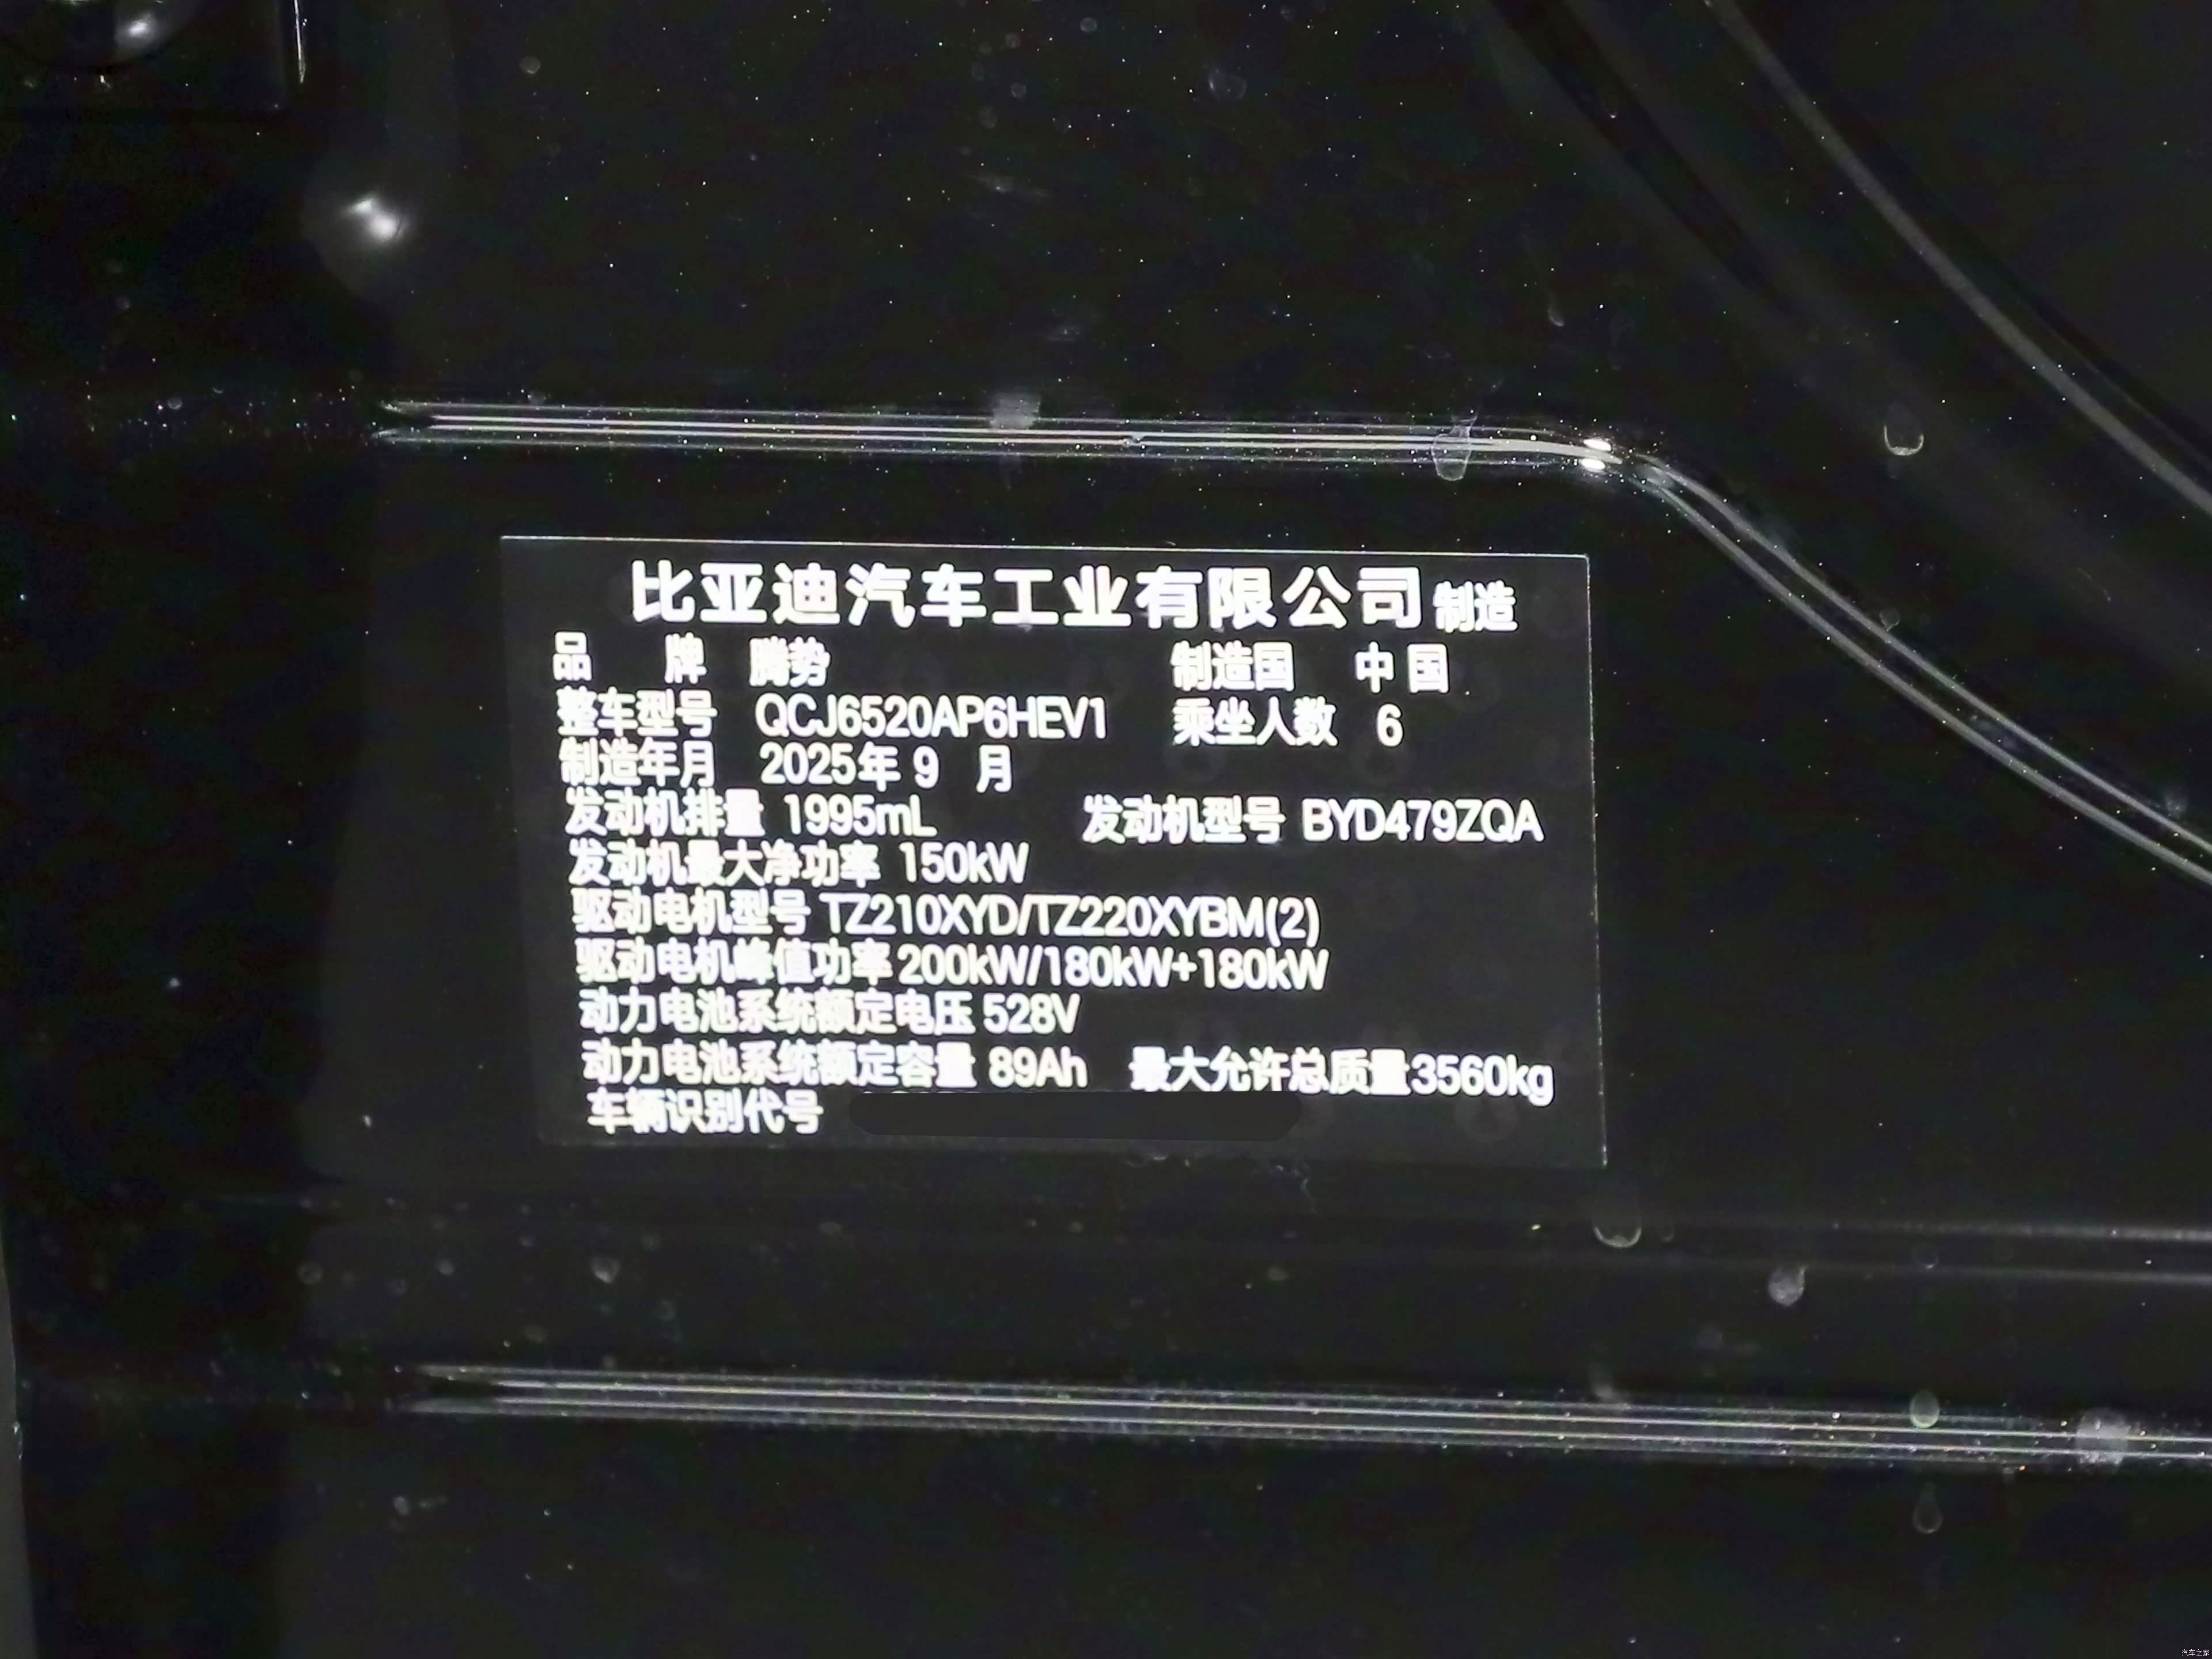 比亚迪汽车工业有限公司制造
品 牌 腾势 制造国 中国
整车型号 QCJ6520AP6HEV1 乘坐人数 6
制造年月 2025年 9 月
发动机排量 1995mL 发动机型号 BYD479ZQA
发动机最大净功率 150kW
驱动电机型号 TZ210XYD/TZ220XYBM(2)
驱动电机峰值功率 200kW/180kW+180kW
动力电池系统额定电压 528V
动力电池系统额定容量 89Ah 最大允许总质量3560kg
车辆识别代号
汽车之家